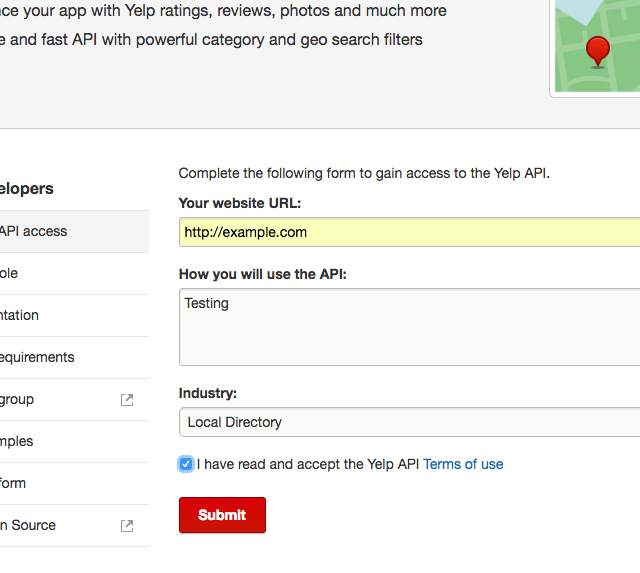 nce your app with Yelp ratings, reviews, photos and much more
e and fast API with powerful category and geo search filters
elopers
API access
ole
ntation
equirements
group
mples
form
n Source
Complete the following form to gain access to the Yelp API.
Your website URL:
http://example.com
How you will use the API:
Testing
Industry:
Local Directory
I have read and accept the Yelp API Terms of use
Submit